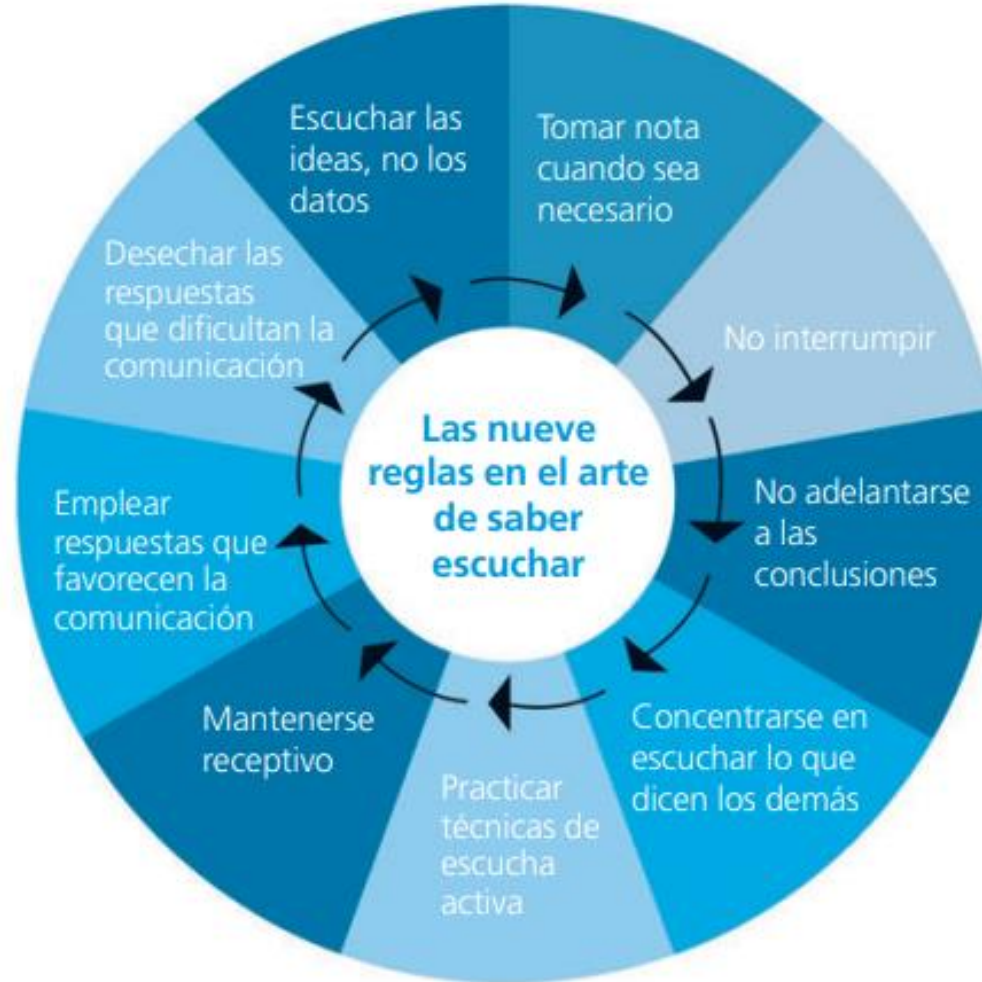 Las nueve
reglas en el arte
de saber
escuchar
Tomar nota
cuando sea
necesario
No interrumpir
No adelantarse
a las
conclusiones
Concentrarse en
escuchar lo que
dicen los demás
Practicar
técnicas de
escucha
activa
Mantenerse
receptivo
Emplear
respuestas que
favorecen la
comunicación
Desechar las
respuestas
que dificultan la
comunicación
Escuchar las
ideas, no los
datos